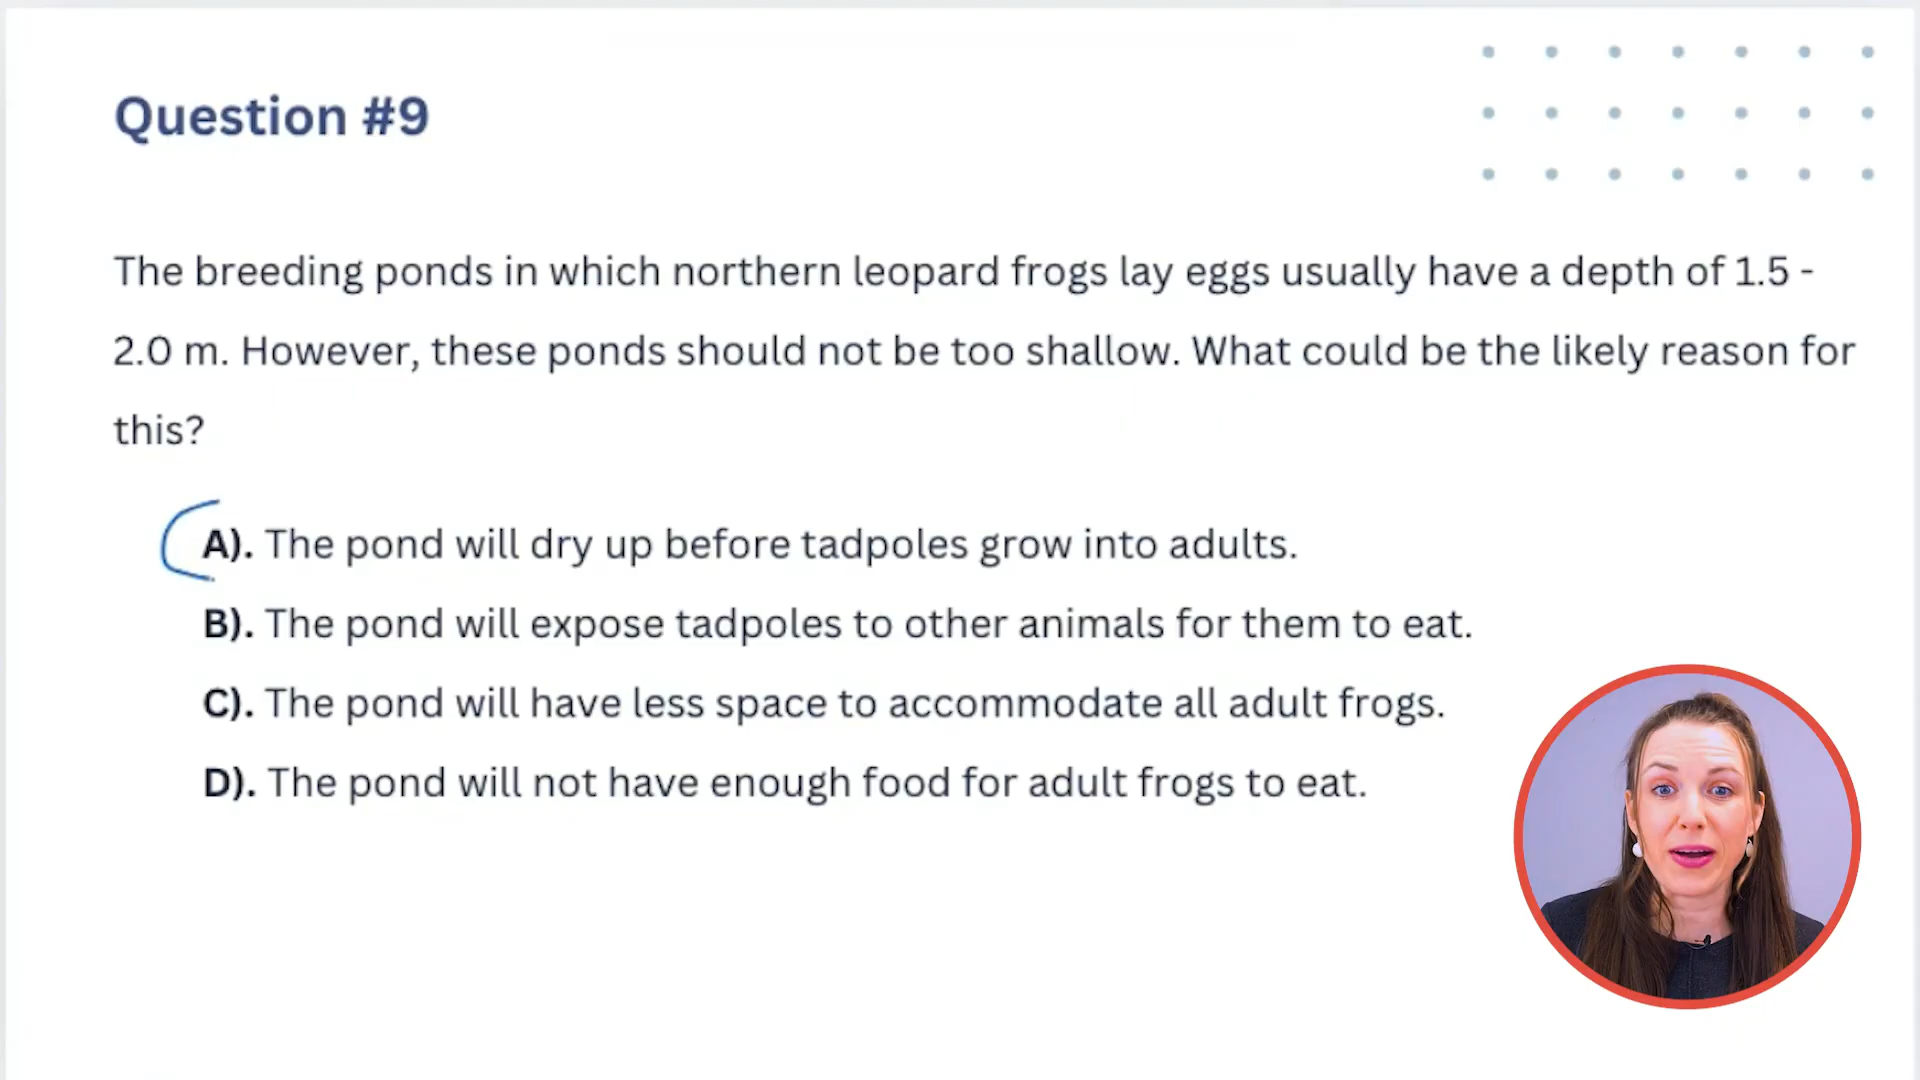 Question #9
The breeding ponds in which northern leopard frogs lay eggs usually have a depth of 1.5 -
2.0 m. However, these ponds should not be too shallow. What could be the likely reason for
this?
A). The pond will dry up before tadpoles grow into adults.
B). The pond will expose tadpoles to other animals for them to eat.
C). The pond will have less space to accommodate all adult frogs.
D). The pond will not have enough food for adult frogs to eat.